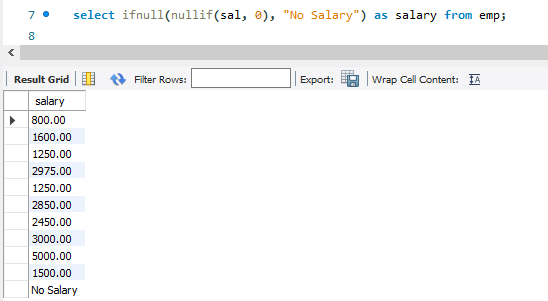 7 select ifnull(nullif(sal, 0), "No Salary") as salary from emp;
8
Result Grid Filter Rows: Export: Wrap Cell Content:
salary
800.00
1600.00
1250.00
2975.00
1250.00
2850.00
2450.00
3000.00
5000.00
1500.00
No Salary